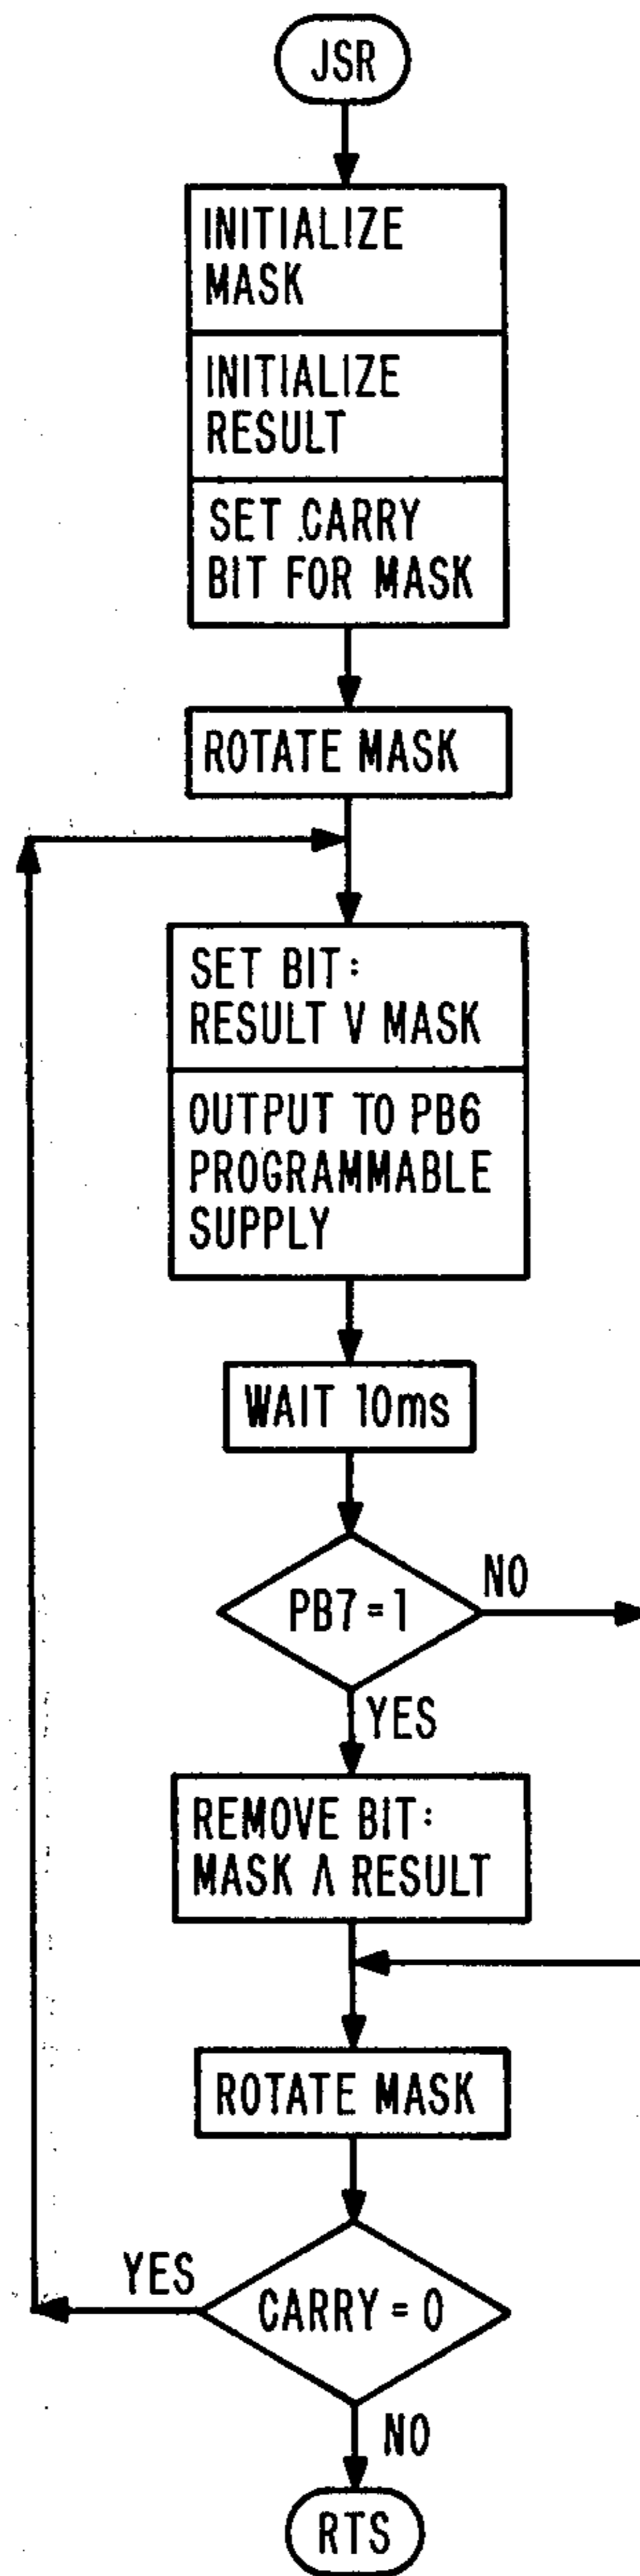 JSR
INITIALIZE
MASK
INITIALIZE
RESULT
SET CARRY
BIT FOR MASK
ROTATE MASK
SET BIT:
RESULT V MASK
OUTPUT TO PB6
PROGRAMMABLE
SUPPLY
WAIT 10ms
PB7=1
NO
YES
REMOVE BIT:
MASK Λ RESULT
ROTATE MASK
YES
CARRY = 0
NO
RTS